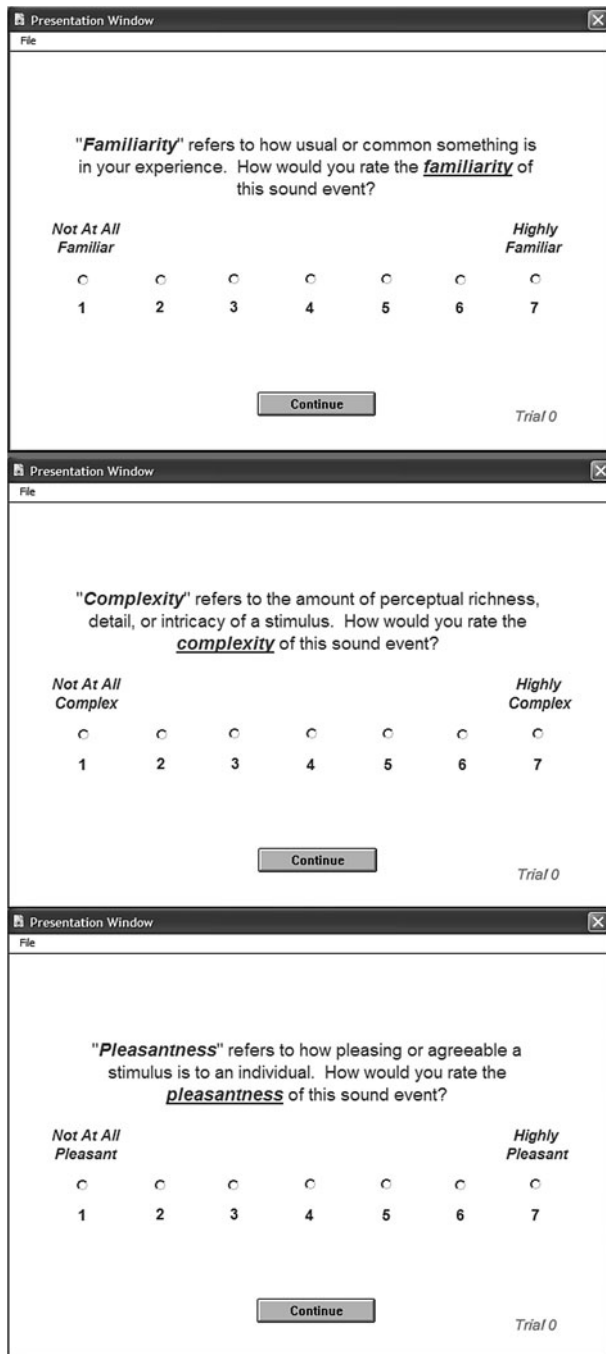 Presentation Window
File
"Familiarity" refers to how usual or common something is
in your experience. How would you rate the familiarity of
this sound event?
Not At All Highly
Familiar Familiar
1 2 3 4 5 6 7
Continue
Trial 0
Presentation Window
File
"Complexity" refers to the amount of perceptual richness,
detail, or intricacy of a stimulus. How would you rate the
complexity of this sound event?
Not At All Highly
Complex Complex
1 2 3 4 5 6 7
Continue
Trial 0
Presentation Window
File
"Pleasantness" refers to how pleasing or agreeable a
stimulus is to an individual. How would you rate the
pleasantness of this sound event?
Not At All Highly
Pleasant Pleasant
1 2 3 4 5 6 7
Continue
Trial 0